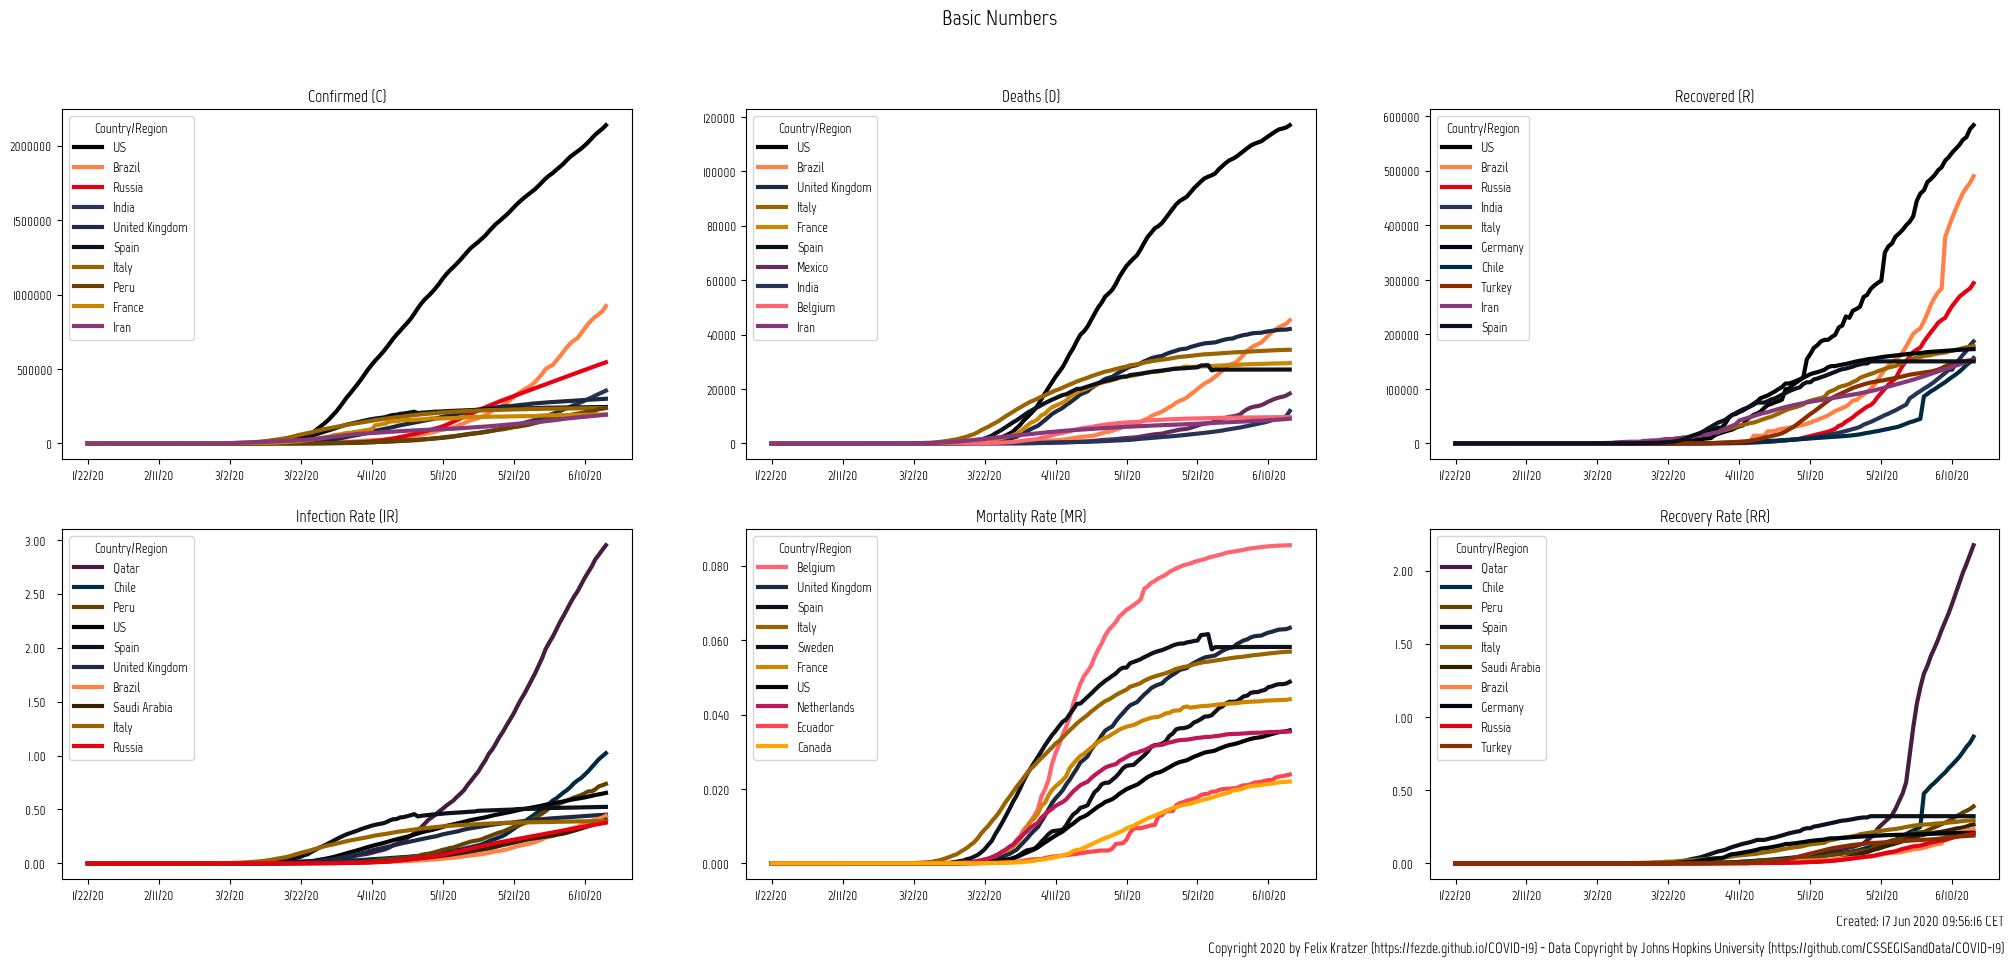 Basic Numbers
Confirmed (C)
Country/Region
US
Brazil
Russia
India
United Kingdom
Spain
Italy
Peru
France
Iran
2000000
1500000
1000000
500000
0
1/22/20 2/11/20 3/2/20 3/22/20 4/11/20 5/1/20 5/21/20 6/10/20
Deaths (D)
Country/Region
US
Brazil
United Kingdom
Italy
France
Spain
Mexico
India
Belgium
Iran
120000
100000
80000
60000
40000
20000
0
1/22/20 2/11/20 3/2/20 3/22/20 4/11/20 5/1/20 5/21/20 6/10/20
Recovered (R)
Country/Region
US
Brazil
Russia
India
Italy
Germany
Chile
Turkey
Iran
Spain
600000
500000
400000
300000
200000
100000
0
1/22/20 2/11/20 3/2/20 3/22/20 4/11/20 5/1/20 5/21/20 6/10/20
Infection Rate (IR)
Country/Region
Qatar
Chile
Peru
US
Spain
United Kingdom
Brazil
Saudi Arabia
Italy
Russia
3.00
2.50
2.00
1.50
1.00
0.50
0.00
1/22/20 2/11/20 3/2/20 3/22/20 4/11/20 5/1/20 5/21/20 6/10/20
Mortality Rate (MR)
Country/Region
Belgium
United Kingdom
Spain
Italy
Sweden
France
US
Netherlands
Ecuador
Canada
0.080
0.060
0.040
0.020
0.000
1/22/20 2/11/20 3/2/20 3/22/20 4/11/20 5/1/20 5/21/20 6/10/20
Recovery Rate (RR)
Country/Region
Qatar
Chile
Peru
Spain
Italy
Saudi Arabia
Brazil
Germany
Russia
Turkey
2.00
1.50
1.00
0.50
0.00
1/22/20 2/11/20 3/2/20 3/22/20 4/11/20 5/1/20 5/21/20 6/10/20
Created: 17 Jun 2020 09:56:16 CET
Copyright 2020 by Felix Kratzer (https://fezde.github.io/COVID-19) - Data Copyright by Johns Hopkins University (https://github.com/CSSEGISandData/COVID-19)